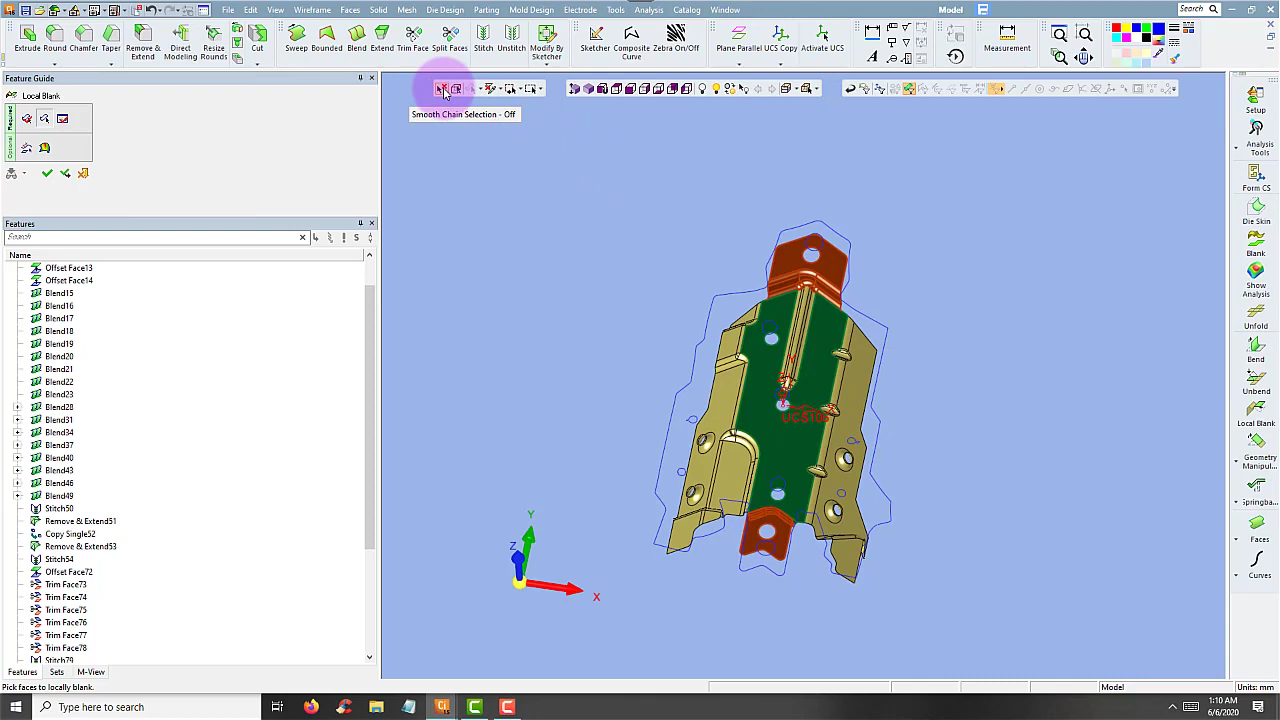 File Edit View Wireframe Faces Solid Mesh Die Design Parting Mold Design Electrode Tools Analysis Catalog Window
Model
Search
Extrude Round Chamfer Taper
Remove & Extend
Direct Modeling
Resize Rounds
Cut
Sweep Bounded Blend Extend
Stitch Unstitch
Modify By Sketcher
Sketcher
Composite Curve
Zebra On/Off
UCS Copy
Activate UCS
Measurement
Feature Guide
Local Blank
Required
Optional
Smooth Chain Selection - Off
Features
Search
Name
Offset Face13
Offset Face14
Blend15
Blend16
Blend17
Blend18
Blend19
Blend20
Blend21
Blend22
Blend23
Blend28
Blend31
Blend34
Blend37
Blend40
Blend43
Blend46
Blend49
Stitch50
Remove & Extend51
Copy Single52
Remove & Extend53
Stitch54
Offset Face72
Trim Face73
Trim Face74
Trim Face75
Trim Face76
Trim Face77
Trim Face78
Stitch79
Features Sets M-View
Pick faces to locally blank.
Y
Z
X
Setup
Analysis Tools
Form CS
Die Skin
Blank
Show Analysis
Unfold
Bend
Unbend
Local Blank
Geometry Manipul...
Springba...
Faces
Curves
Model
Units: mm
Type here to search
1:10 AM
6/6/2020